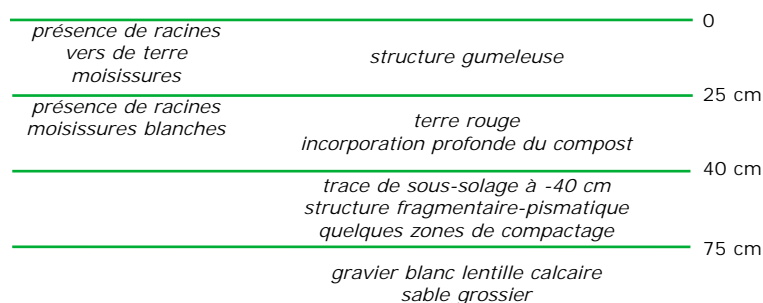 0
présence de racines
vers de terre
moisissures
structure gumeleuse
25 cm
présence de racines
moisissures blanches
terre rouge
incorporation profonde du compost
40 cm
trace de sous-solage à -40 cm
structure fragmentaire-pismatique
quelques zones de compactage
75 cm
gravier blanc lentille calcaire
sable grossier